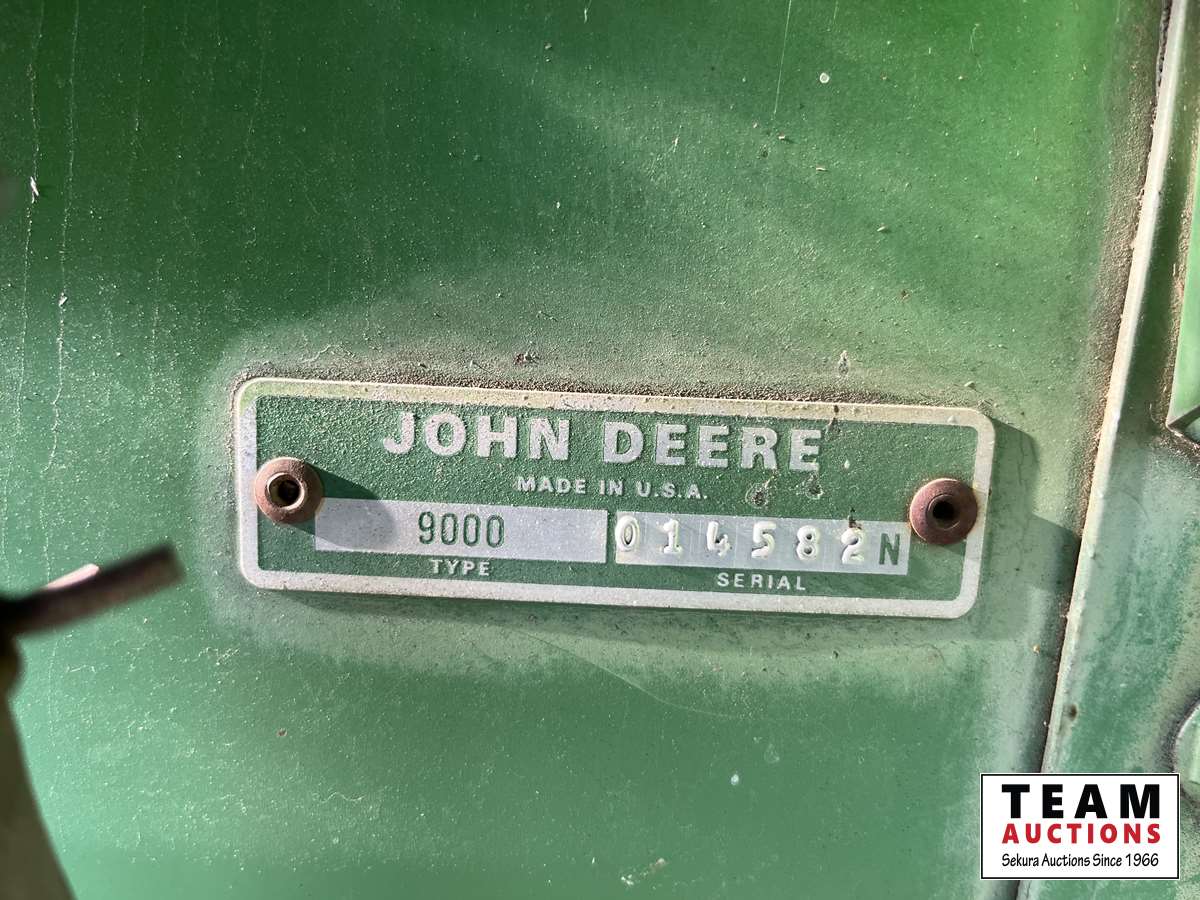 JOHN DEERE
MADE IN U.S.A.
9000 014582N
TYPE SERIAL
TEAM
AUCTIONS
Sekura Auctions Since 1966